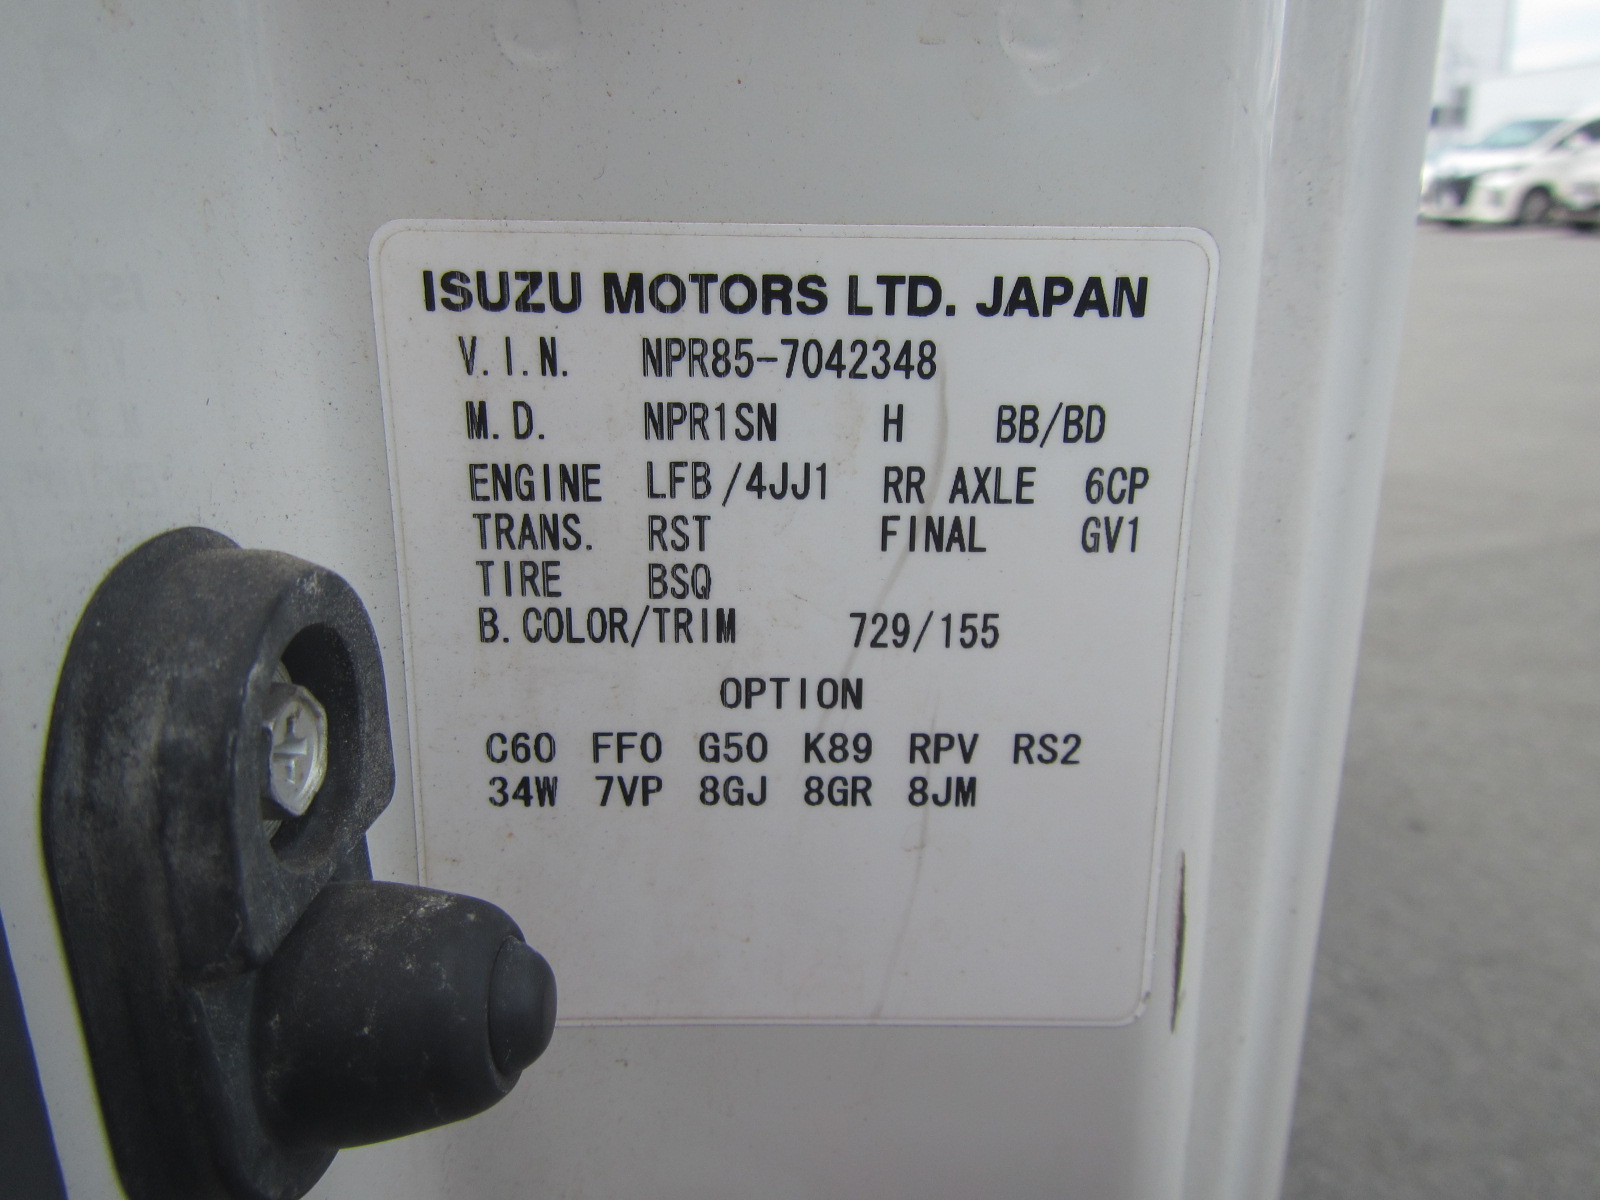 ISUZU MOTORS LTD. JAPAN
V.I.N. NPR85-7042348
M.D. NPR1SN H BB/BD
ENGINE LFB/4JJ1 RR AXLE 6CP
TRANS. RST FINAL GV1
TIRE BSQ
B.COLOR/TRIM 729/155
OPTION
C60 FF0 G50 K89 RPV RS2
34W 7VP 8GJ 8GR 8JM